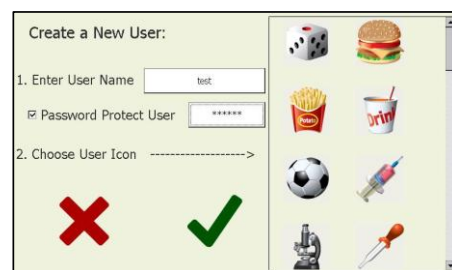 Create a New User:
1. Enter User Name test
Password Protect User ******
2. Choose User Icon ------------------->
Potato
Drink